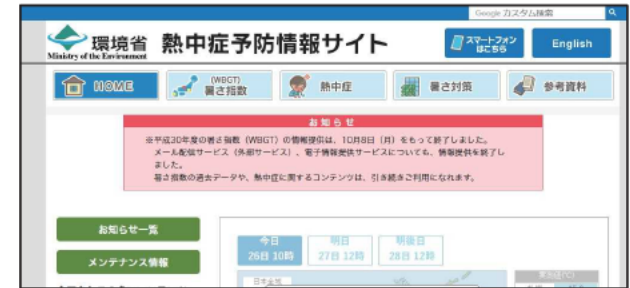 Google カスタム検索
環境省
Ministry of the Environment
熱中症予防情報サイト
スマートフォン
はこちら
English
HOME
(WBGT)
暑さ指数
熱中症
暑さ対策
参考資料
お知らせ
※平成30年度の暑さ指数（WBGT）の情報提供は、10月8日（月）をもって終了しました。
メール配信サービス（外部サービス）、電子情報提供サービスについても、情報提供を終了し
ました。
暑さ指数の過去データや、熱中症に関するコンテンツは、引き続きご利用になれます。
お知らせ一覧
メンテナンス情報
今日
26日 10時
明日
27日 12時
明後日
28日 12時
日本全域